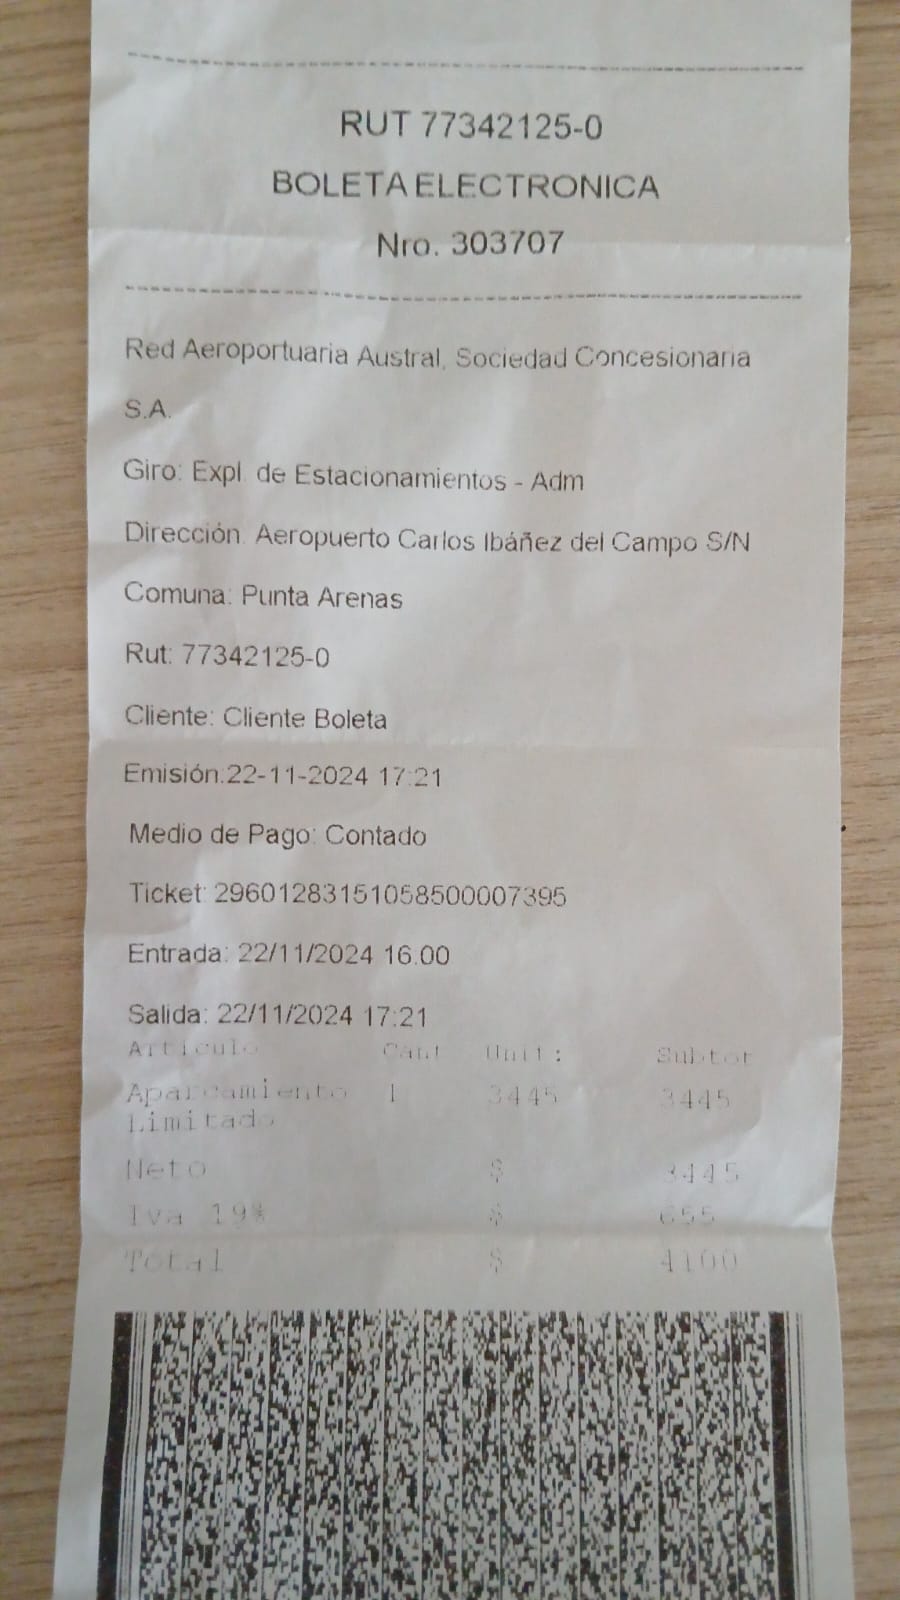 RUT 77342125-0
BOLETA ELECTRONICA
Nro. 303707
Red Aeroportuaria Austral, Sociedad Concesionaria
S.A.
Giro: Expl. de Estacionamientos - Adm
Dirección: Aeropuerto Carlos Ibáñez del Campo S/N
Comuna: Punta Arenas
Rut: 77342125-0
Cliente: Cliente Boleta
Emisión:22-11-2024 17:21
Medio de Pago: Contado
Ticket: 29601283151058500007395
Entrada: 22/11/2024 16:00
Salida: 22/11/2024 17:21
Articulo Cant Unit: Subtot
Aparcamiento 1 3445 3445
Limitado
Neto $ 3445
Iva 19% $ 655
Total $ 4100